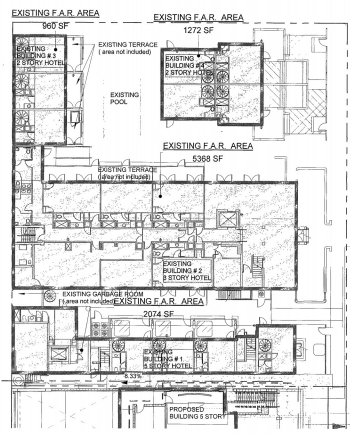 EXISTING F.A.R. AREA
960 SF
EXISTING F.A.R. AREA
1272 SF
EXISTING
BUILDING # 3
2 STORY HOTEL
EXISTING TERRACE
( area not included)
EXISTING
POOL
EXISTING
BUILDING # 4
2 STORY HOTEL
EXISTING F.A.R. AREA
5368 SF
EXISTING TERRACE
(area not included)
EXISTING
BUILDING # 2
5 STORY HOTEL
EXISTING GARBAGE ROOM
( area not included)
EXISTING F.A.R. AREA
2074 SF
EXISTING
BUILDING # 1
5 STORY HOTEL
8.33%
PROPOSED
BUILDING 5 STORY